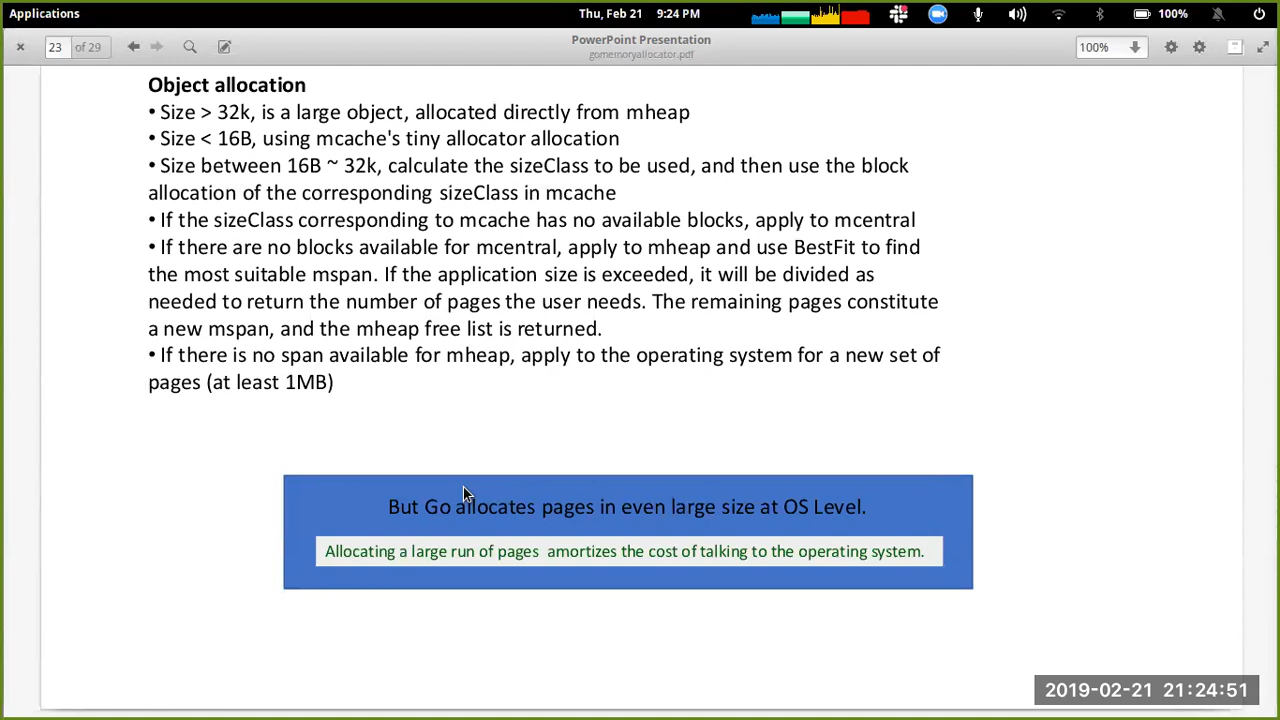 Applications
Thu, Feb 21 9:24 PM
100%
23 of 29
PowerPoint Presentation
gomemoryallocator.pdf
100%
Object allocation
• Size > 32k, is a large object, allocated directly from mheap
• Size < 16B, using mcache's tiny allocator allocation
• Size between 16B ~ 32k, calculate the sizeClass to be used, and then use the block
allocation of the corresponding sizeClass in mcache
• If the sizeClass corresponding to mcache has no available blocks, apply to mcentral
• If there are no blocks available for mcentral, apply to mheap and use BestFit to find
the most suitable mspan. If the application size is exceeded, it will be divided as
needed to return the number of pages the user needs. The remaining pages constitute
a new mspan, and the mheap free list is returned.
• If there is no span available for mheap, apply to the operating system for a new set of
pages (at least 1MB)
But Go allocates pages in even large size at OS Level.
Allocating a large run of pages amortizes the cost of talking to the operating system.
2019-02-21 21:24:51